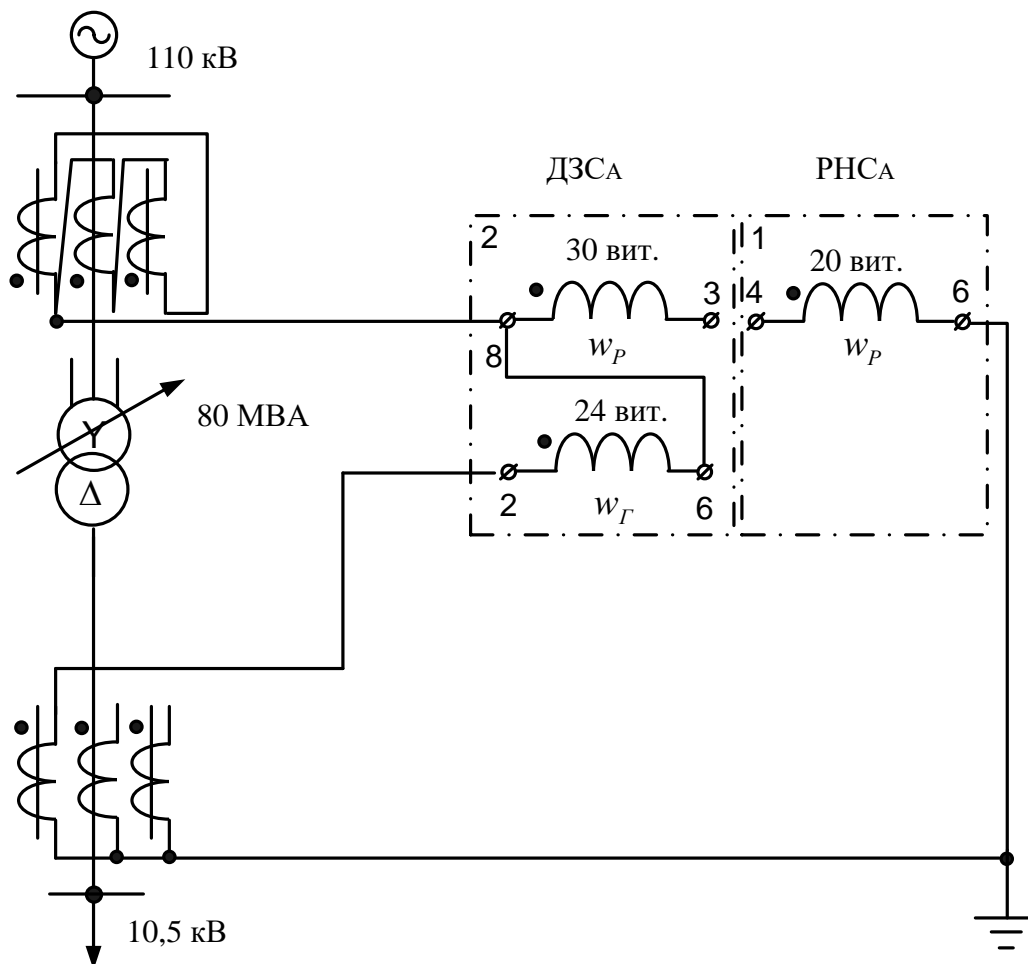 110 кВ
ДЗСА
РНСА
2
1
30 вит.
20 вит.
3
4
6
8
wР
wР
Y
80 МВА
24 вит.
Δ
2
6
wГ
10,5 кВ